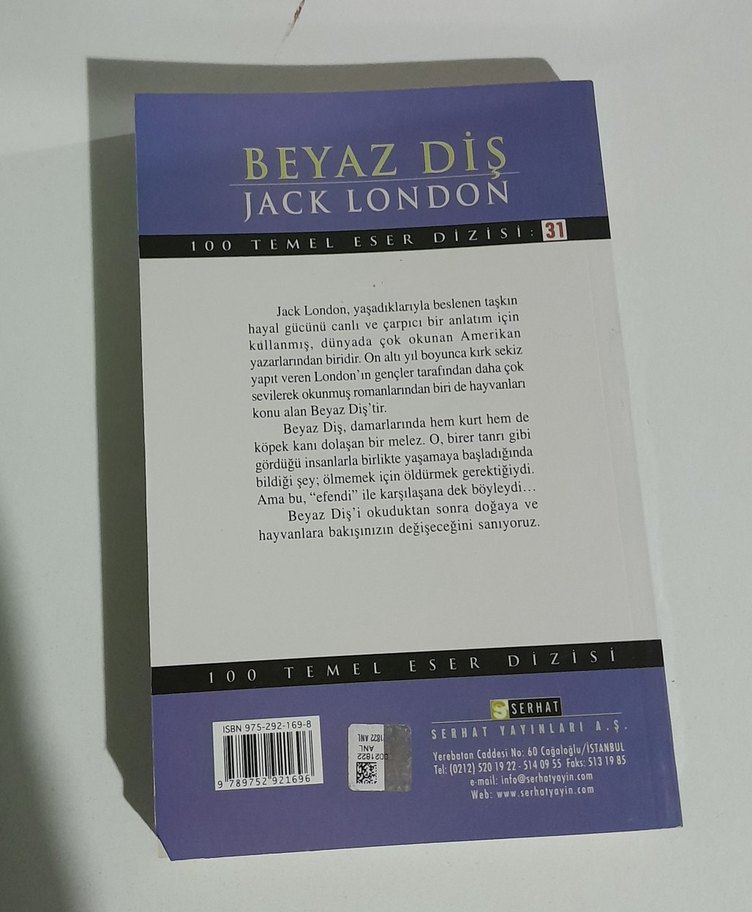 BEYAZ DİŞ
JACK LONDON
100 TEMEL ESER DİZİSİ: 31
Jack London, yaşadıklarıyla beslenen taşkın
hayal gücünü canlı ve çarpıcı bir anlatım için
kullanmış, dünyada çok okunan Amerikan
yazarlarından biridir. On altı yıl boyunca kırk sekiz
yapıt veren London’ın gençler tarafından daha çok
sevilerek okunmuş romanlarından biri de hayvanları
konu alan Beyaz Diş’tir.
Beyaz Diş, damarlarında hem kurt hem de
köpek kanı dolaşan bir melez. O, birer tanrı gibi
gördüğü insanlarla birlikte yaşamaya başladığında
bildiği şey; ölmemek için öldürmek gerektiğiydi.
Ama bu, “efendi” ile karşılaşana dek böyleydi...
Beyaz Diş’i okuduktan sonra doğaya ve
hayvanlara bakışınızın değişeceğini sanıyoruz.
100 TEMEL ESER DİZİSİ
ISBN 975-292-169-8
9 789752 921696
0021822
ANL
1822 ANL
SERHAT
SERHAT YAYINLARI A.Ş.
Yerebatan Caddesi No: 60 Cağaloğlu/İSTANBUL
Tel: (0212) 520 19 22 - 514 09 55 Faks: 513 19 85
e-mail: info@serhatyayin.com
Web: www.serhatyayin.com